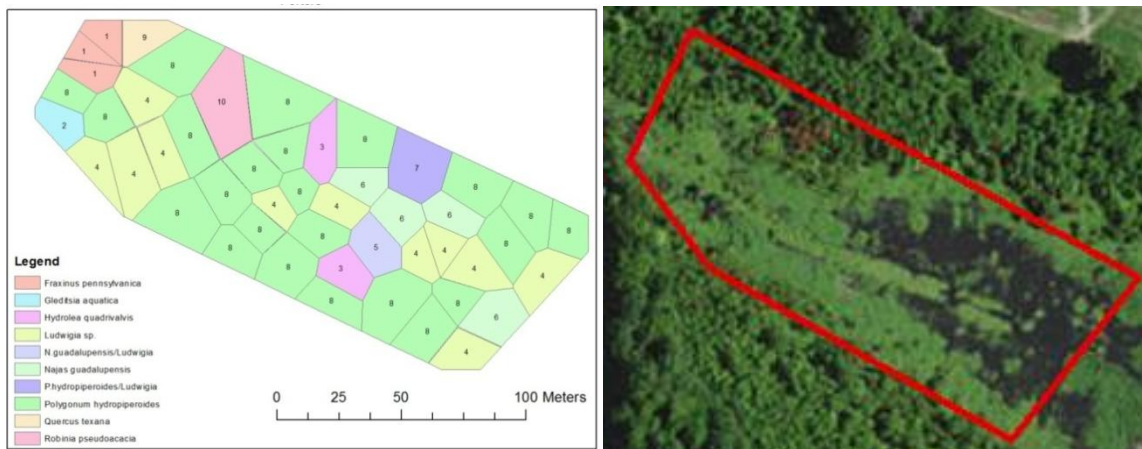 1 9
1
8
1
8 4 10 8
8
2
8 8
4 8 3
4 4 8 7
8 8 6 8
4 4
8 6 6 8
8 8 8
8 5 4 4 8
8 3 4 4
8 8 8
6
8
4
Legend
Fraxinus pennsylvanica
Gleditsia aquatica
Hydrolea quadrivalvis
Ludwigia sp.
N.guadalupensis/Ludwigia
Najas guadalupensis
P.hydropiperoides/Ludwigia
Polygonum hydropiperoides
Quercus texana
Robinia pseudoacacia
0 25 50 100 Meters